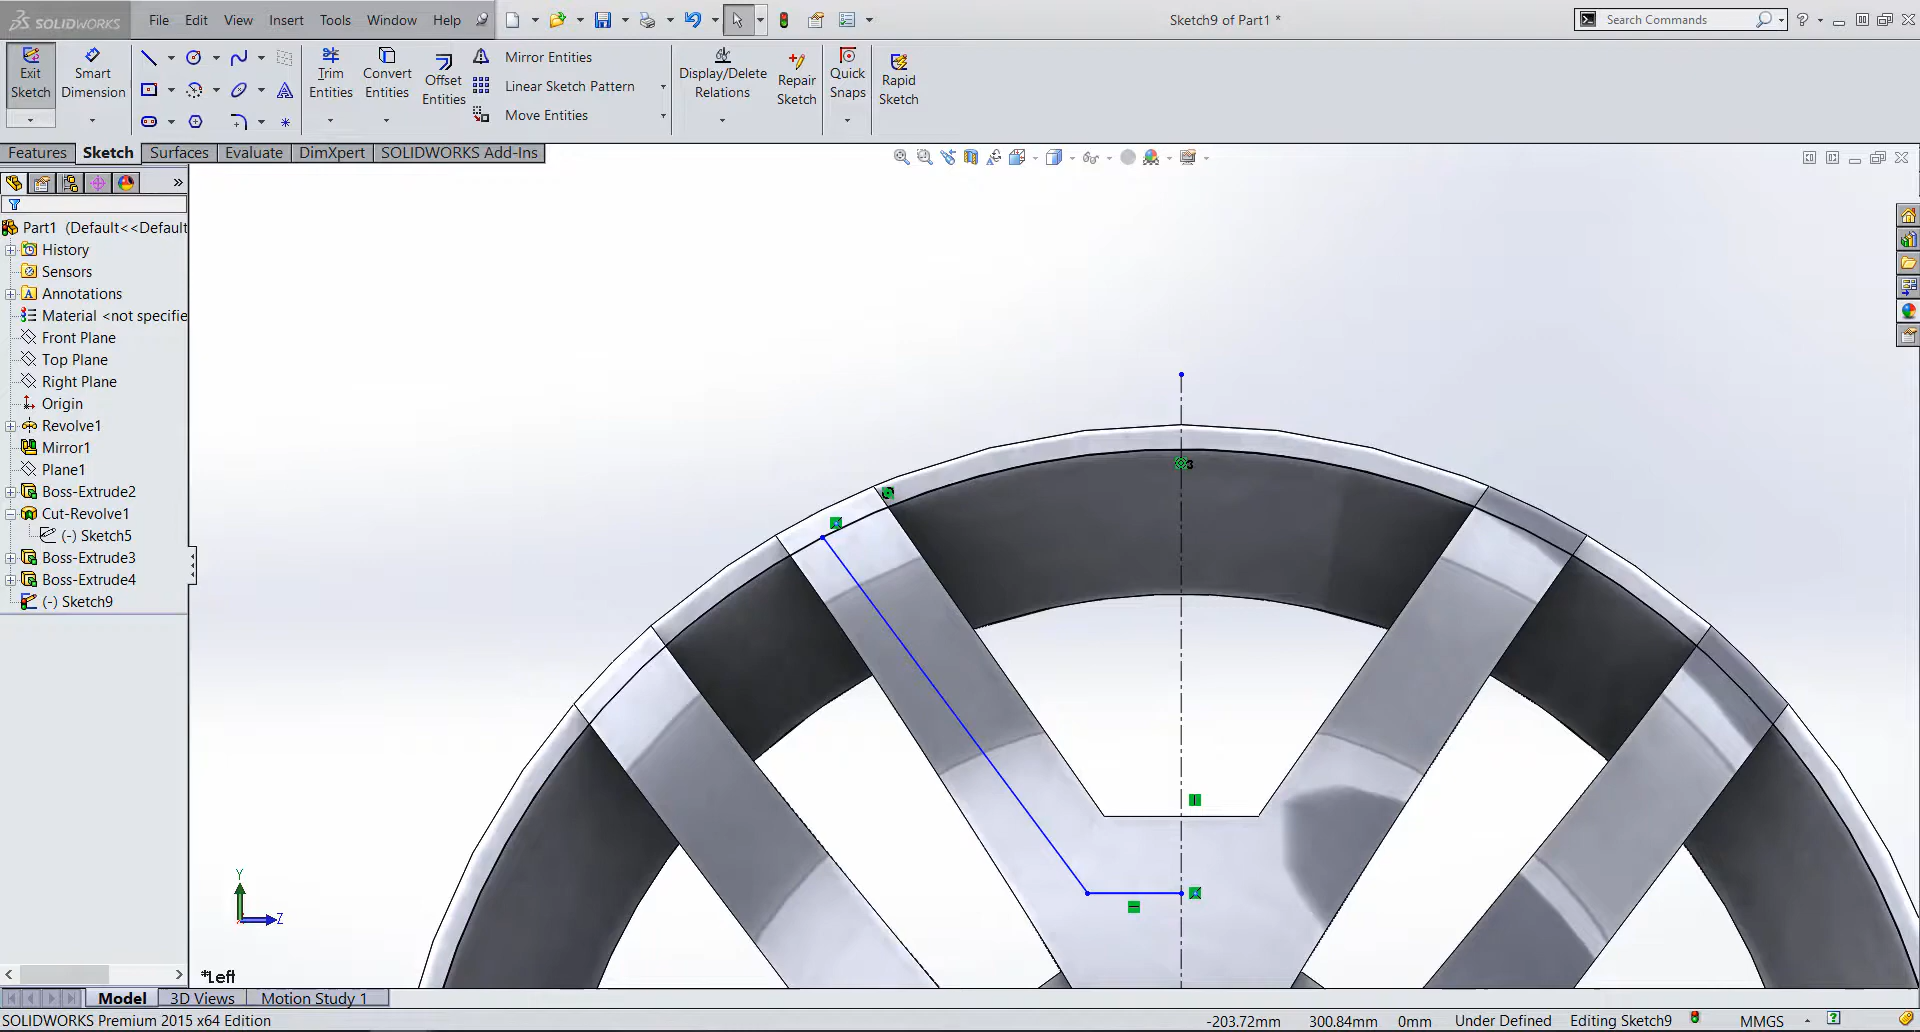 SOLIDWORKS File Edit View Insert Tools Window Help Sketch9 of Part1 * Search Commands
Exit Sketch
Smart Dimension
Trim Entities
Convert Entities
Offset Entities
Mirror Entities
Linear Sketch Pattern
Move Entities
Display/Delete Relations
Repair Sketch
Quick Snaps
Rapid Sketch
Features Sketch Surfaces Evaluate DimXpert SOLIDWORKS Add-Ins
Part1 (Default<<Default
History
Sensors
Annotations
Material <not specifie
Front Plane
Top Plane
Right Plane
Origin
Revolve1
Mirror1
Plane1
Boss-Extrude2
Cut-Revolve1
(-) Sketch5
Boss-Extrude3
Boss-Extrude4
(-) Sketch9
3
Y
Z
*Left
Model 3D Views Motion Study 1
SOLIDWORKS Premium 2015 x64 Edition -203.72mm 300.84mm 0mm Under Defined Editing Sketch9 MMGS